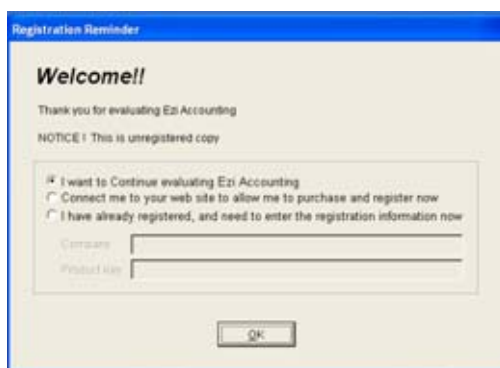 Registration Reminder
Welcome!!
Thank you for evaluating Ezi Accounting
NOTICE ! This is unregistered copy
I want to Continue evaluating Ezi Accounting
Connect me to your web site to allow me to purchase and register now
I have already registered, and need to enter the registration information now
Company
Product Key
OK